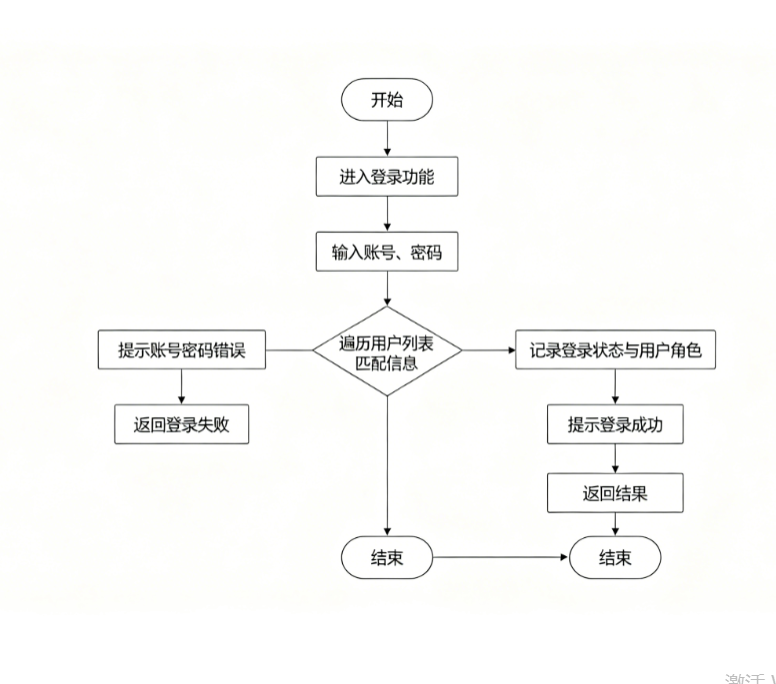 开始
进入登录功能
输入账号、密码
遍历用户列表
匹配信息
提示账号密码错误
返回登录失败
记录登录状态与用户角色
提示登录成功
返回结果
结束
结束
激活